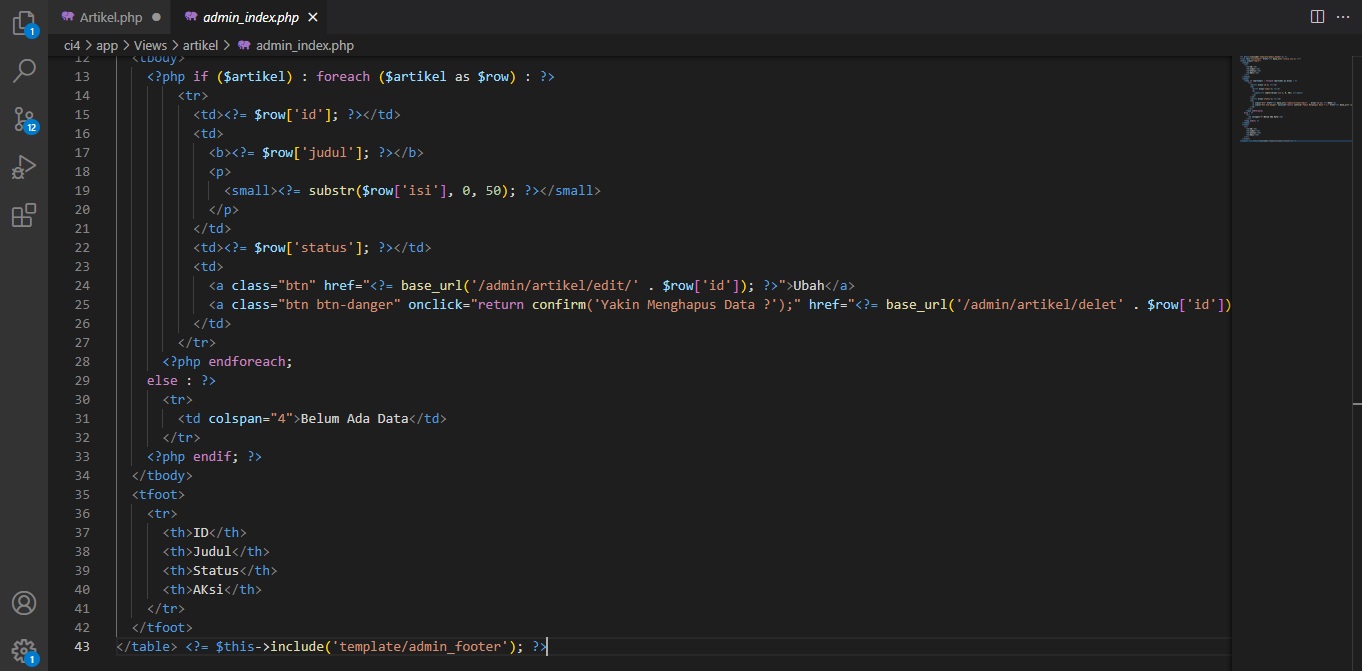 1
Artikel.php
admin_index.php
ci4 > app > Views > artikel > admin_index.php
12 <tbody>
13 <?php if ($artikel) : foreach ($artikel as $row) : ?>
14 <tr>
15 <td><?= $row['id']; ?></td>
16 <td>
17 <b><?= $row['judul']; ?></b>
18 <p>
19 <small><?= substr($row['isi'], 0, 50); ?></small>
20 </p>
21 </td>
22 <td><?= $row['status']; ?></td>
23 <td>
24 <a class="btn" href="<?= base_url('/admin/artikel/edit/' . $row['id']); ?>">Ubah</a>
25 <a class="btn btn-danger" onclick="return confirm('Yakin Menghapus Data ?');" href="<?= base_url('/admin/artikel/delet' . $row['id'])
26 </td>
27 </tr>
28 <?php endforeach;
29 else : ?>
30 <tr>
31 <td colspan="4">Belum Ada Data</td>
32 </tr>
33 <?php endif; ?>
34 </tbody>
35 <tfoot>
36 <tr>
37 <th>ID</th>
38 <th>Judul</th>
39 <th>Status</th>
40 <th>AKsi</th>
41 </tr>
42 </tfoot>
43 </table> <?= $this->include('template/admin_footer'); ?>
12
1